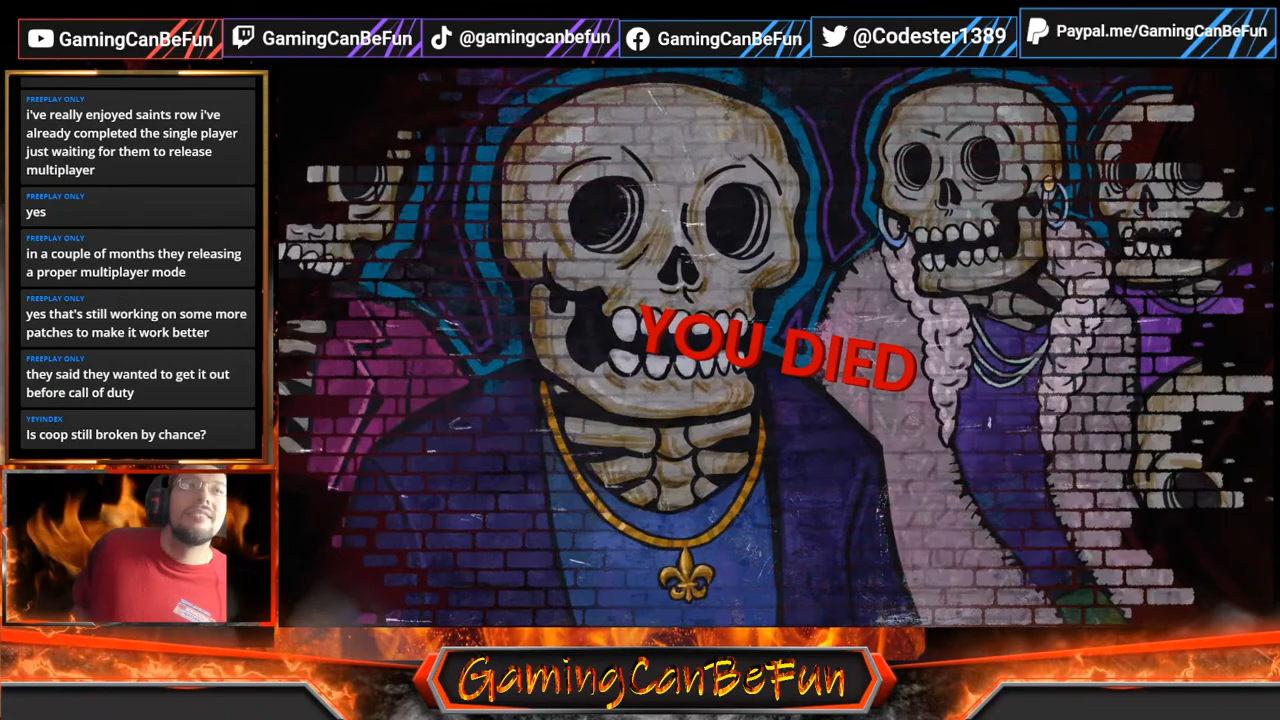 GamingCanBeFun
GamingCanBeFun
@gamingcanbefun
GamingCanBeFun
@Codester1389
Paypal.me/GamingCanBeFun
FREEPLAY ONLY
i've really enjoyed saints row i've
already completed the single player
just waiting for them to release
multiplayer
FREEPLAY ONLY
yes
FREEPLAY ONLY
in a couple of months they releasing
a proper multiplayer mode
FREEPLAY ONLY
yes that's still working on some more
patches to make it work better
FREEPLAY ONLY
they said they wanted to get it out
before call of duty
YEYINDEX
Is coop still broken by chance?
YOU DIED
GamingCanBeFun